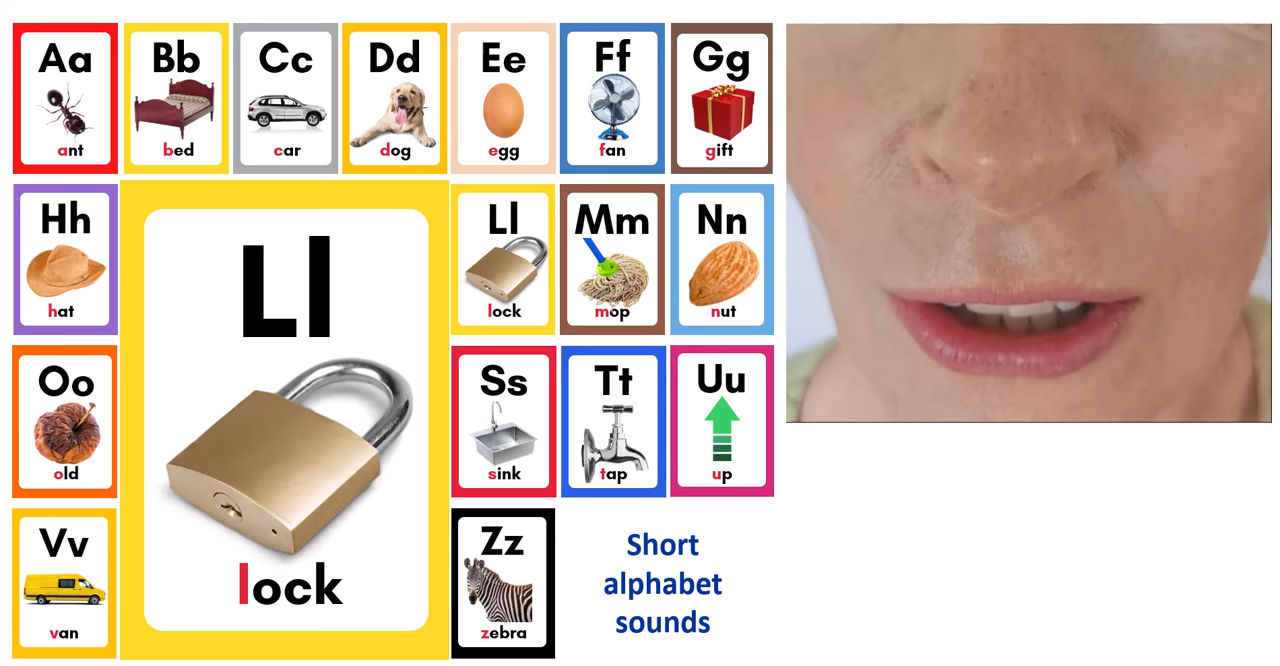 Aa
ant
Bb
bed
Cc
car
Dd
dog
Ee
egg
Ff
fan
Gg
gift
Hh
hat
Ll
lock
Ll
lock
Mm
mop
Nn
nut
Oo
old
Ss
sink
Tt
tap
Uu
up
Vv
van
Zz
zebra
Short
alphabet
sounds